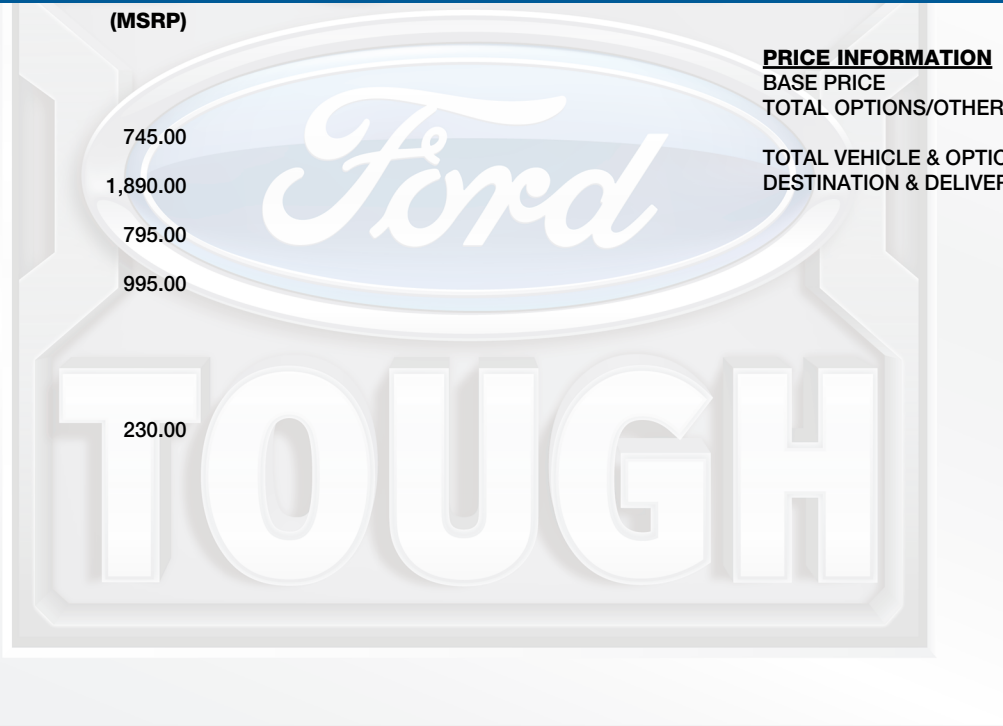 (MSRP)
745.00
1,890.00
795.00
995.00
230.00
PRICE INFORMATION
BASE PRICE
TOTAL OPTIONS/OTHER
TOTAL VEHICLE & OPTIO
DESTINATION & DELIVER
Ford
TOUGH